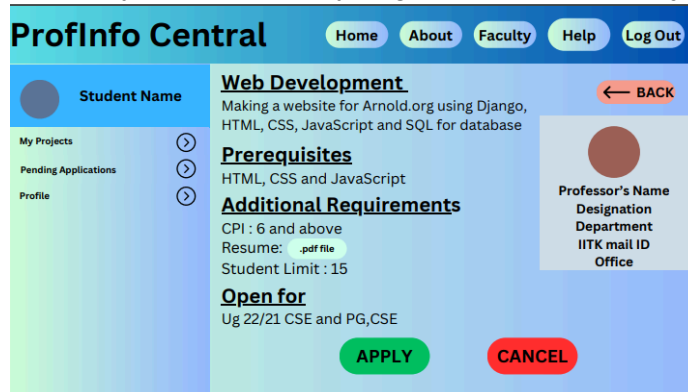 ProfInfo Central
Home
About
Faculty
Help
Log Out
Student Name
My Projects
Pending Applications
Profile
Web Development
Making a website for Arnold.org using Django,
HTML, CSS, JavaScript and SQL for database
Prerequisites
HTML, CSS and JavaScript
Additional Requirements
CPI : 6 and above
Resume: .pdf file
Student Limit : 15
Open for
Ug 22/21 CSE and PG,CSE
APPLY
CANCEL
BACK
Professor's Name
Designation
Department
IITK mail ID
Office